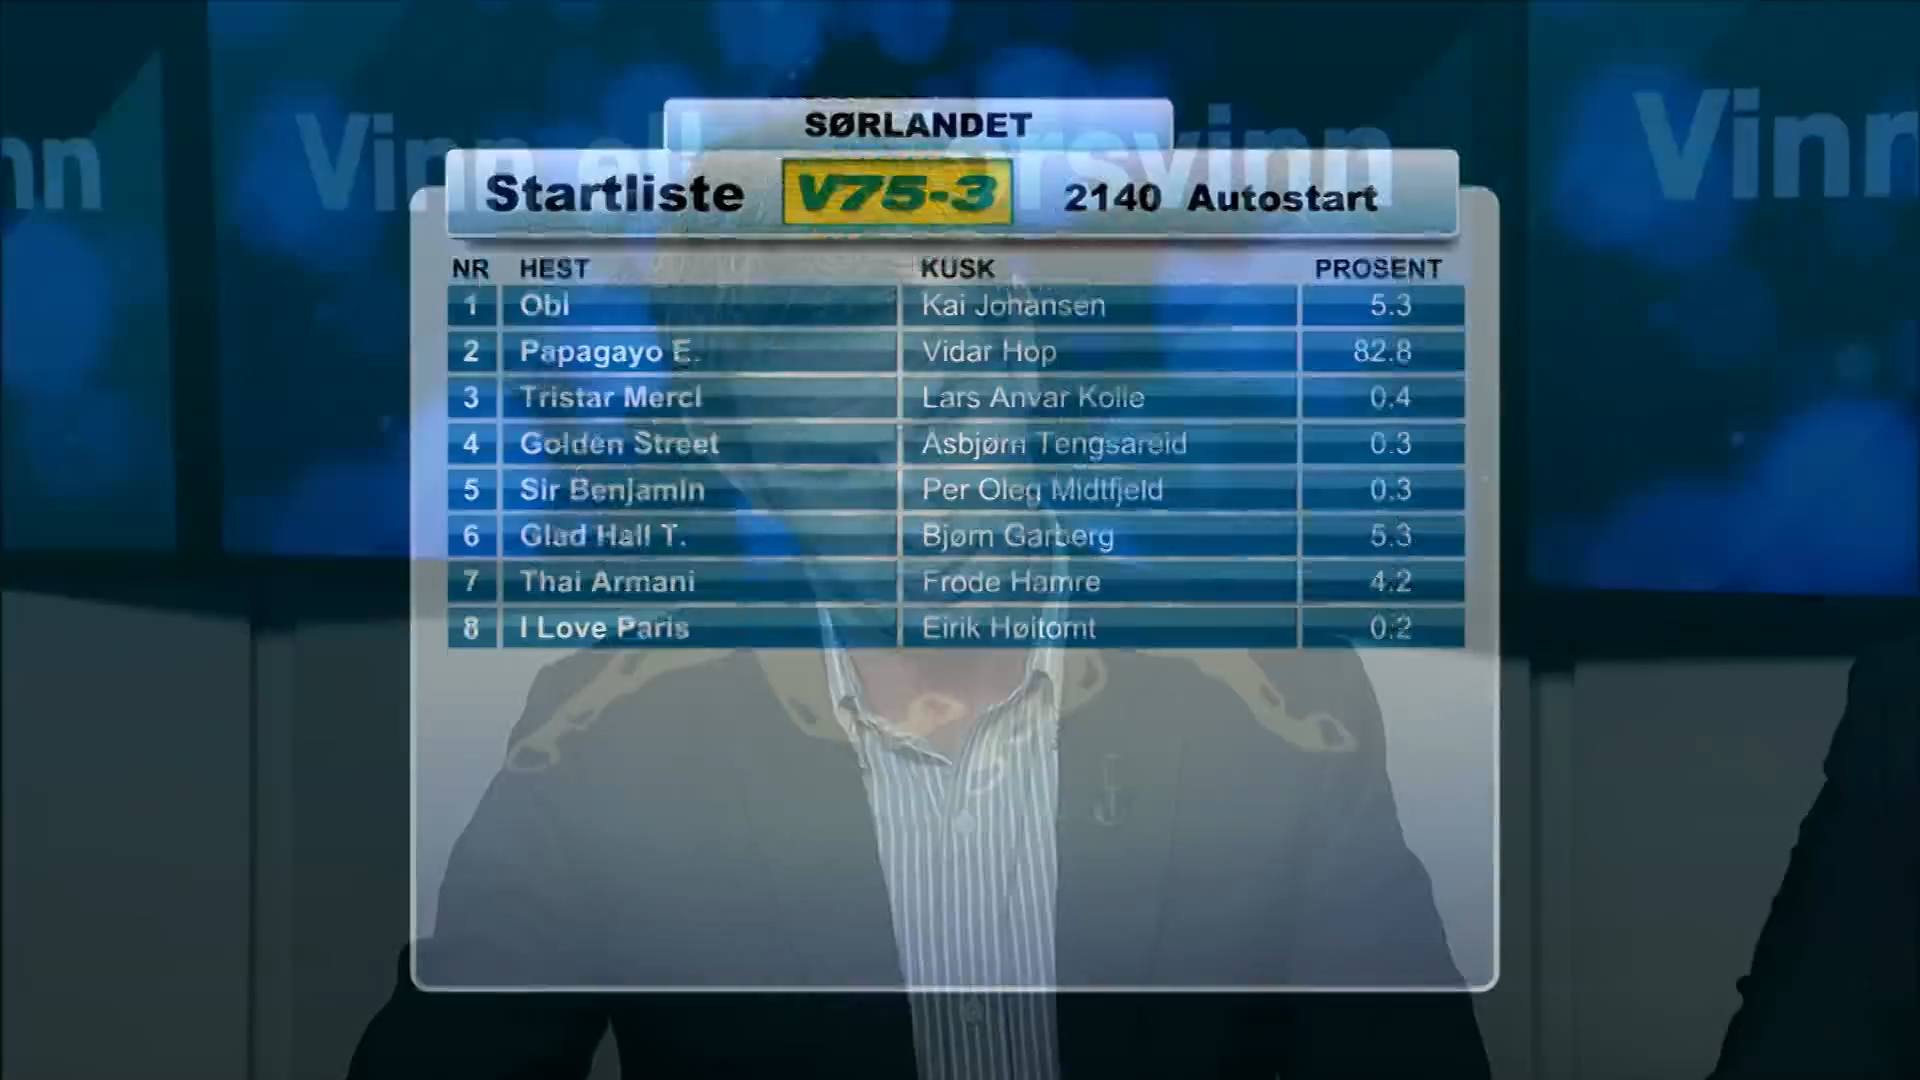 SØRLANDET
Startliste V75-3 2140 Autostart
NR HEST KUSK PROSENT
1 Obi Kai Johansen 5.3
2 Papagayo E. Vidar Hop 82.8
3 Tristar Merci Lars Anvar Kolle 0.4
4 Golden Street Asbjørn Tengsareid 0.3
5 Sir Benjamin Per Oleg Midtfjeld 0.3
6 Glad Hall T. Bjørn Garberg 5.3
7 Thai Armani Frode Hamre 4.2
8 I Love Paris Eirik Høitomt 0.2
Vinn